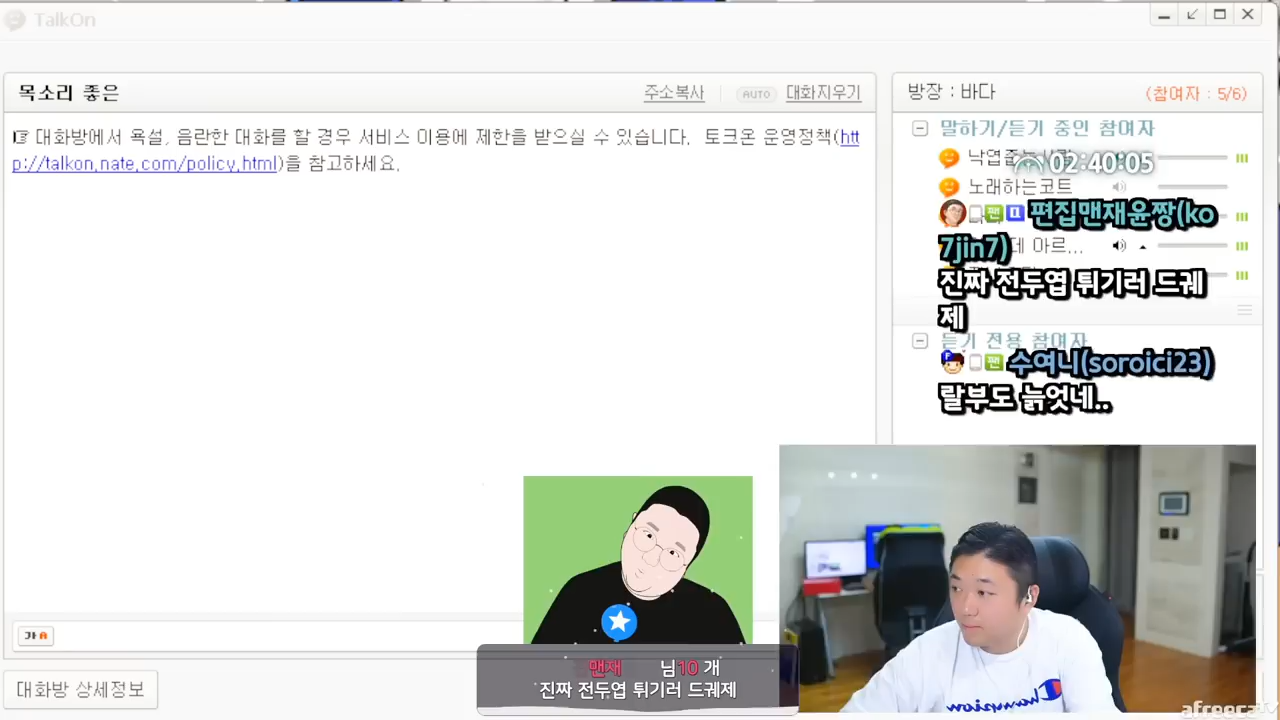 TalkOn
목소리 좋은
주소복사
AUTO
대화지우기
☞ 대화방에서 욕설, 음란한 대화를 할 경우 서비스 이용에 제한을 받으실 수 있습니다. 토크온 운영정책(htt
p://talkon.nate.com/policy.html)을 참고하세요.
방장 : 바다
(참여자 : 5/6)
말하기/듣기 중인 참여자
02:40:05
노래하는코트
편집맨재윤짱(ko
7jin7)
데 아르...
진짜 전두엽 튀기러 드궤
제
듣기 전용 참여자
수여니(soroici23)
랄부도 늙엇네..
가
대화방 상세정보
맨재 님10 개
진짜 전두엽 튀기러 드궤제
Champion
afreecaTV